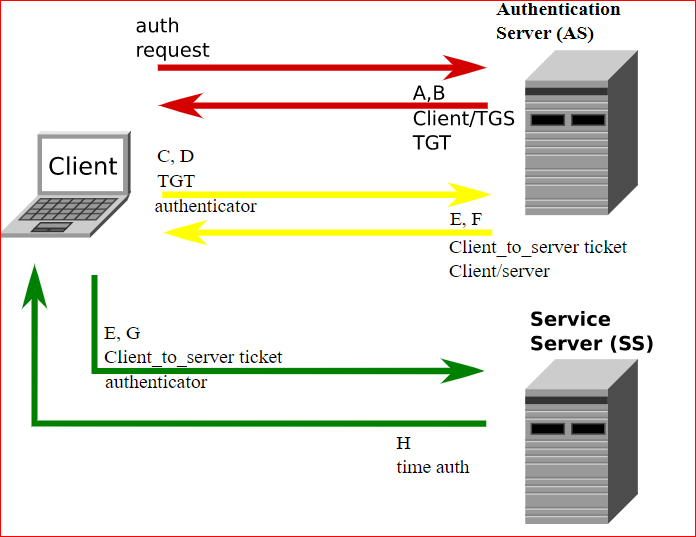 Authentication
Server (AS)
auth
request
A,B
Client/TGS
TGT
Client
C, D
TGT
authenticator
E, F
Client_to_server ticket
Client/server
E, G
Client_to_server ticket
authenticator
Service
Server (SS)
H
time auth